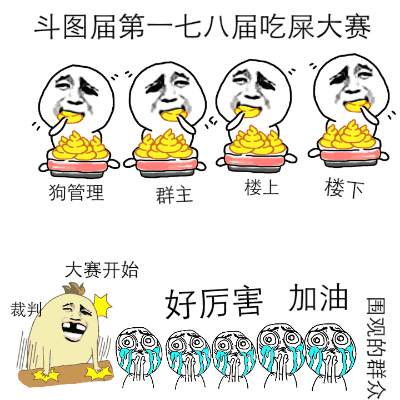 斗图届第一七八届吃屎大赛
狗管理
群主
楼上
楼下
大赛开始
裁判
好厉害
加油
围观的群众